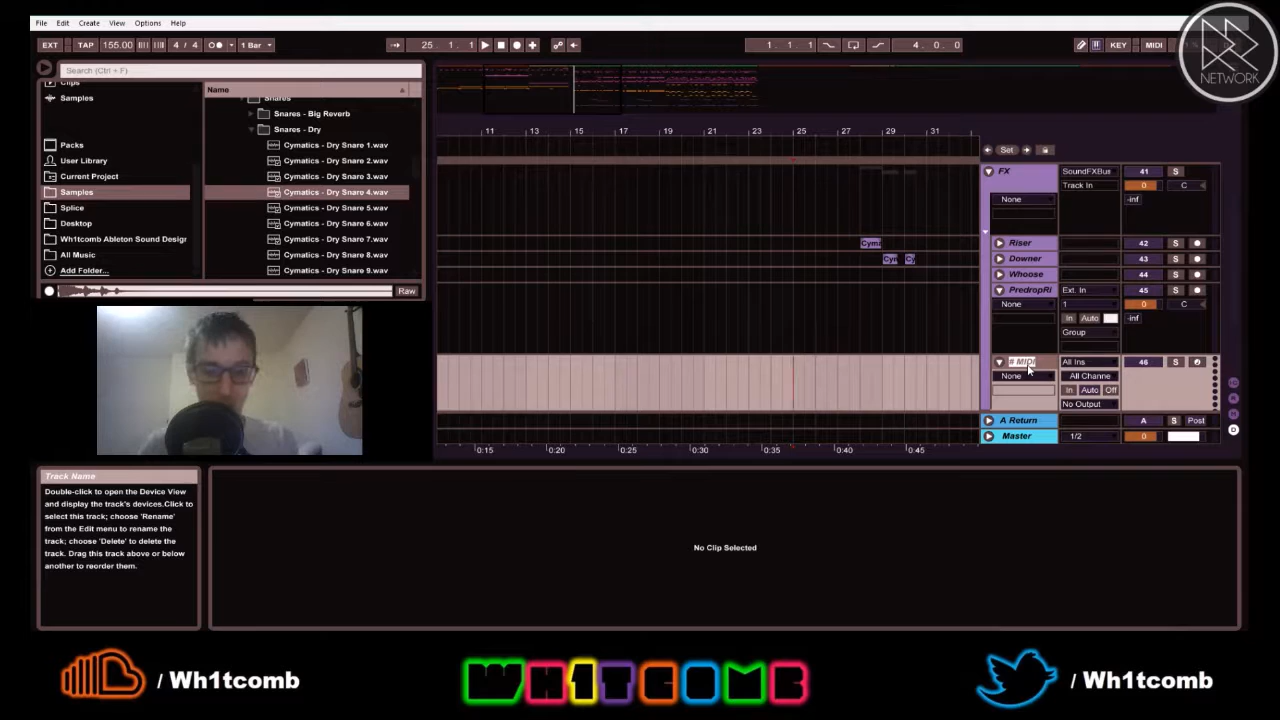 File Edit Create View Options Help
EXT TAP 155.00 4 / 4 1 Bar 25. 1. 1 1. 1. 1 4. 0. 0 KEY MIDI
NETWORK
Search (Ctrl + F)
Clips
Samples
Packs
User Library
Current Project
Samples
Splice
Desktop
Wh1tcomb Ableton Sound Design
All Music
Add Folder...
Name
Snares
Snares - Big Reverb
Snares - Dry
Cymatics - Dry Snare 1.wav
Cymatics - Dry Snare 2.wav
Cymatics - Dry Snare 3.wav
Cymatics - Dry Snare 4.wav
Cymatics - Dry Snare 5.wav
Cymatics - Dry Snare 6.wav
Cymatics - Dry Snare 7.wav
Cymatics - Dry Snare 8.wav
Cymatics - Dry Snare 9.wav
Raw
11 13 15 17 19 21 23 25 27 29 31
Set
FX SoundFXBus 41 S
Track In 0 C
None -inf
Cyma Riser 42 S
Cym Cy Downer 43 S
Whoose 44 S
PredropRi Ext. In 45 S
None 1 0 C
In Auto -inf
Group
# MIDI All Ins 46 S
None All Channe
In Auto Off
No Output
A Return A S Post
Master 1/2 0
0:15 0:20 0:25 0:30 0:35 0:40 0:45
Track Name
Double-click to open the Device View
and display the track's devices.Click to
select this track; choose 'Rename'
from the Edit menu to rename the
track; choose 'Delete' to delete the
track. Drag this track above or below
another to reorder them.
No Clip Selected
/ Wh1tcomb
WH1TCOMB
/ Wh1tcomb